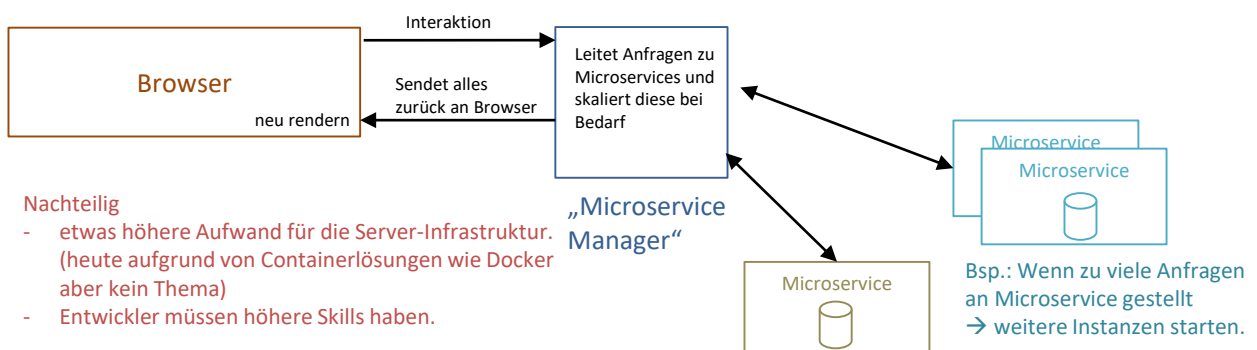 Interaktion
Browser
Sendet alles
zurück an Browser
neu rendern
Leitet Anfragen zu
Microservices und
skaliert diese bei
Bedarf
„Microservice
Manager“
Nachteilig
- etwas höhere Aufwand für die Server-Infrastruktur.
(heute aufgrund von Containerlösungen wie Docker
aber kein Thema)
- Entwickler müssen höhere Skills haben.
Microservice
Microservice
Microservice
Bsp.: Wenn zu viele Anfragen
an Microservice gestellt
→ weitere Instanzen starten.